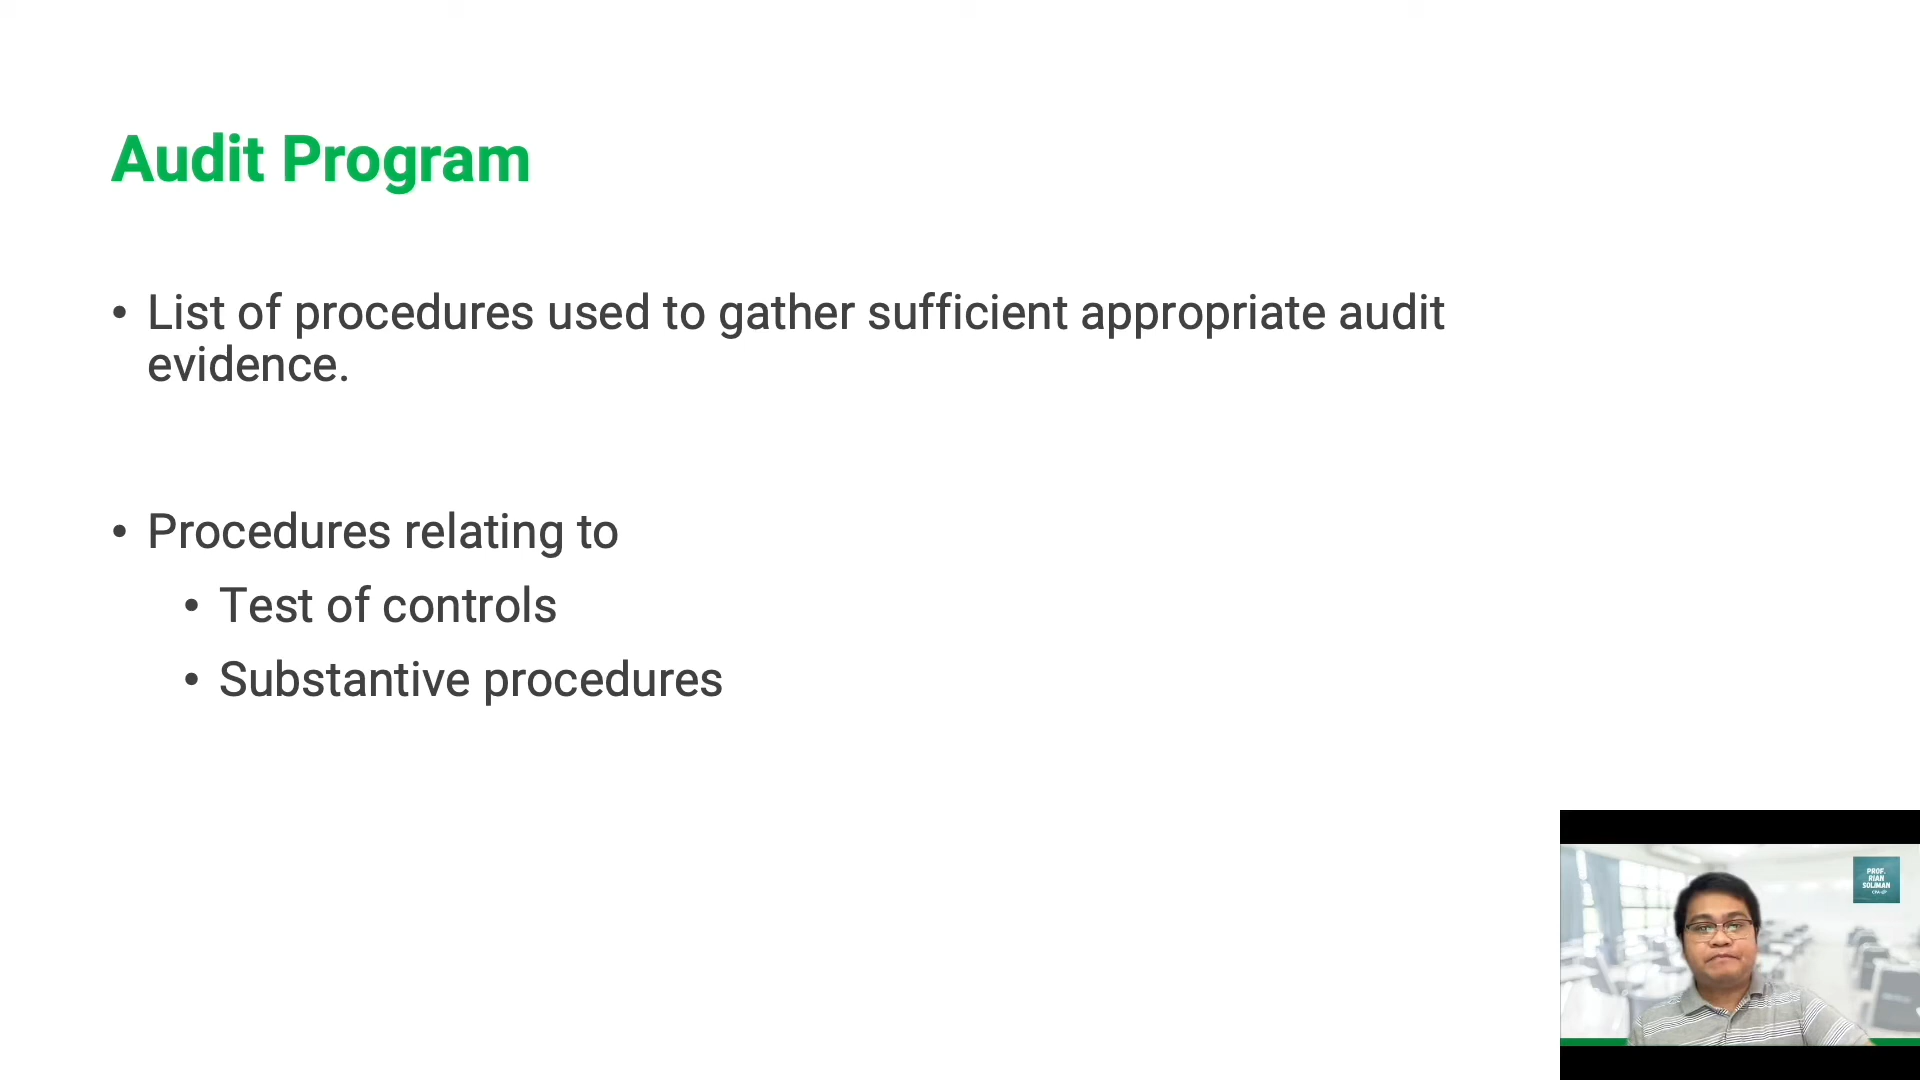 Audit Program
• List of procedures used to gather sufficient appropriate audit
evidence.
• Procedures relating to
• Test of controls
• Substantive procedures
PROF.
RIAN
SOLIMAN